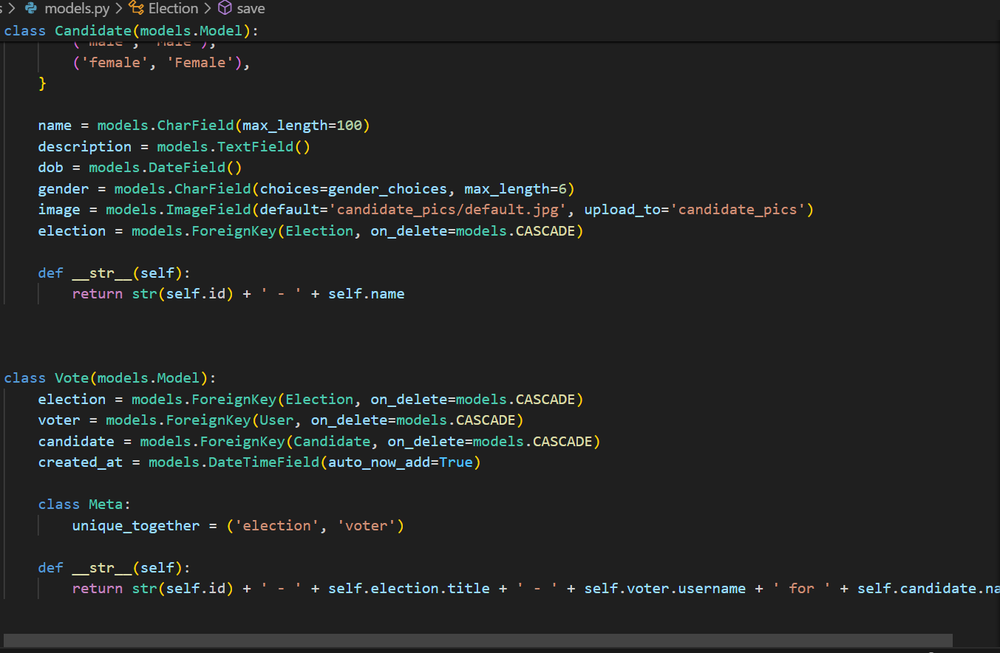 s > models.py > Election > save
class Candidate(models.Model):
('male', 'Male'),
('female', 'Female'),
}
name = models.CharField(max_length=100)
description = models.TextField()
dob = models.DateField()
gender = models.CharField(choices=gender_choices, max_length=6)
image = models.ImageField(default='candidate_pics/default.jpg', upload_to='candidate_pics')
election = models.ForeignKey(Election, on_delete=models.CASCADE)
def __str__(self):
return str(self.id) + ' - ' + self.name
class Vote(models.Model):
election = models.ForeignKey(Election, on_delete=models.CASCADE)
voter = models.ForeignKey(User, on_delete=models.CASCADE)
candidate = models.ForeignKey(Candidate, on_delete=models.CASCADE)
created_at = models.DateTimeField(auto_now_add=True)
class Meta:
unique_together = ('election', 'voter')
def __str__(self):
return str(self.id) + ' - ' + self.election.title + ' - ' + self.voter.username + ' for ' + self.candidate.na